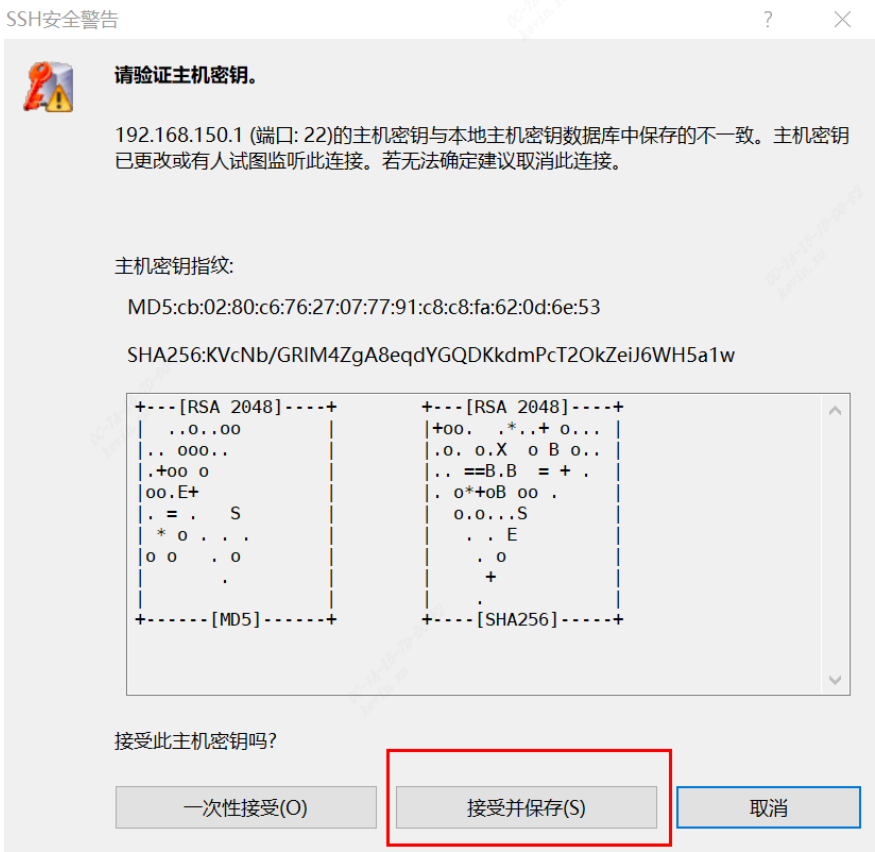 SSH安全警告
?
请验证主机密钥。
192.168.150.1 (端口: 22)的主机密钥与本地主机密钥数据库中保存的不一致。主机密钥
已更改或有人试图监听此连接。若无法确定建议取消此连接。
主机密钥指纹:
MD5:cb:02:80:c6:76:27:07:77:91:c8:c8:fa:62:0d:6e:53
SHA256:KVcNb/GRIM4ZgA8eqdYGQDKkdmPcT2OkZeiJ6WH5a1w
+---[RSA 2048]----+       +---[RSA 2048]----+
|  ..o..oo        |       |+oo.  .*..+ o... |
|.. ooo..         |       |.o. o.X  o B o.. |
|.+oo o           |       |.. ==B.B  = + .  |
|oo.E+            |       |. o*+oB oo .     |
|. = .   S        |       |  o.o...S        |
| * o . . .       |       |   . . E         |
|o o   . o        |       |    . o          |
|       .         |       |     +           |
|                 |       |    .            |
+------[MD5]------+       +----[SHA256]-----+
接受此主机密钥吗?
一次性接受(O) 接受并保存(S) 取消